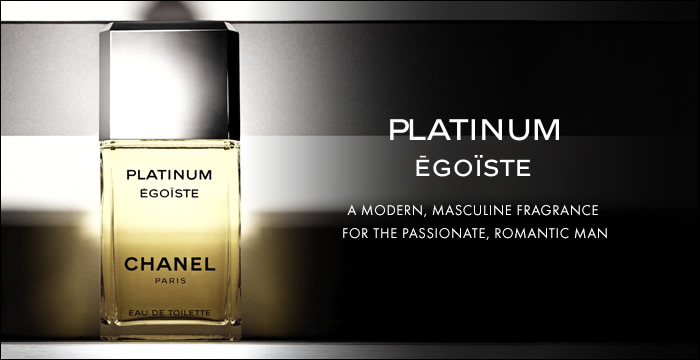 PLATINUM
ÉGOÏSTE
CHANEL
PARIS
EAU DE TOILETTE
PLATINUM
ÉGOÏSTE
A MODERN, MASCULINE FRAGRANCE
FOR THE PASSIONATE, ROMANTIC MAN